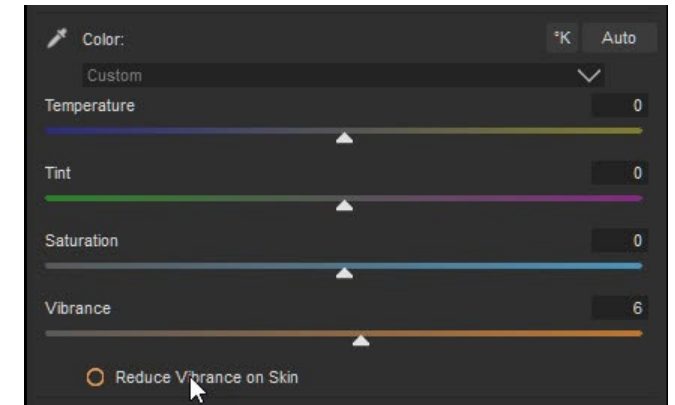 Color: °K Auto
Custom
Temperature 0
Tint 0
Saturation 0
Vibrance 6
Reduce Vibrance on Skin